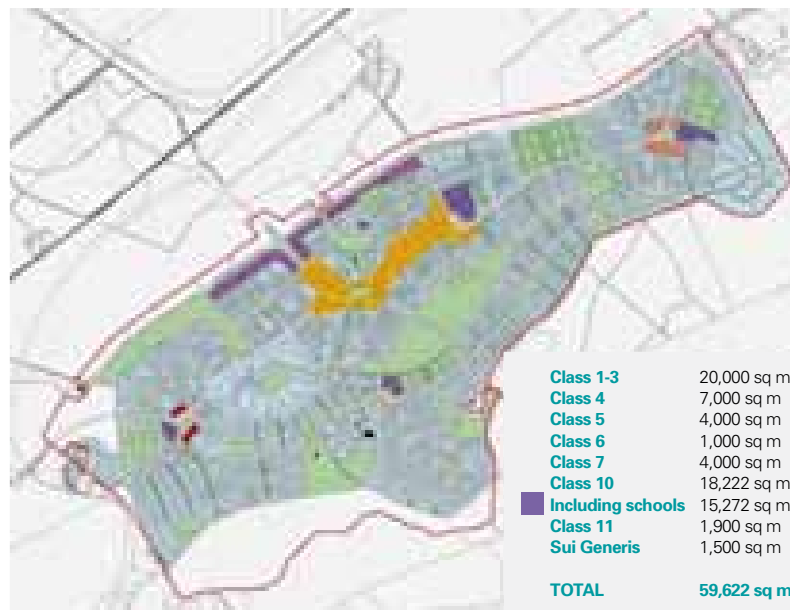 Class 1-3 20,000 sq m
Class 4 7,000 sq m
Class 5 4,000 sq m
Class 6 1,000 sq m
Class 7 4,000 sq m
Class 10 18,222 sq m
Including schools 15,272 sq m
Class 11 1,900 sq m
Sui Generis 1,500 sq m
TOTAL 59,622 sq m